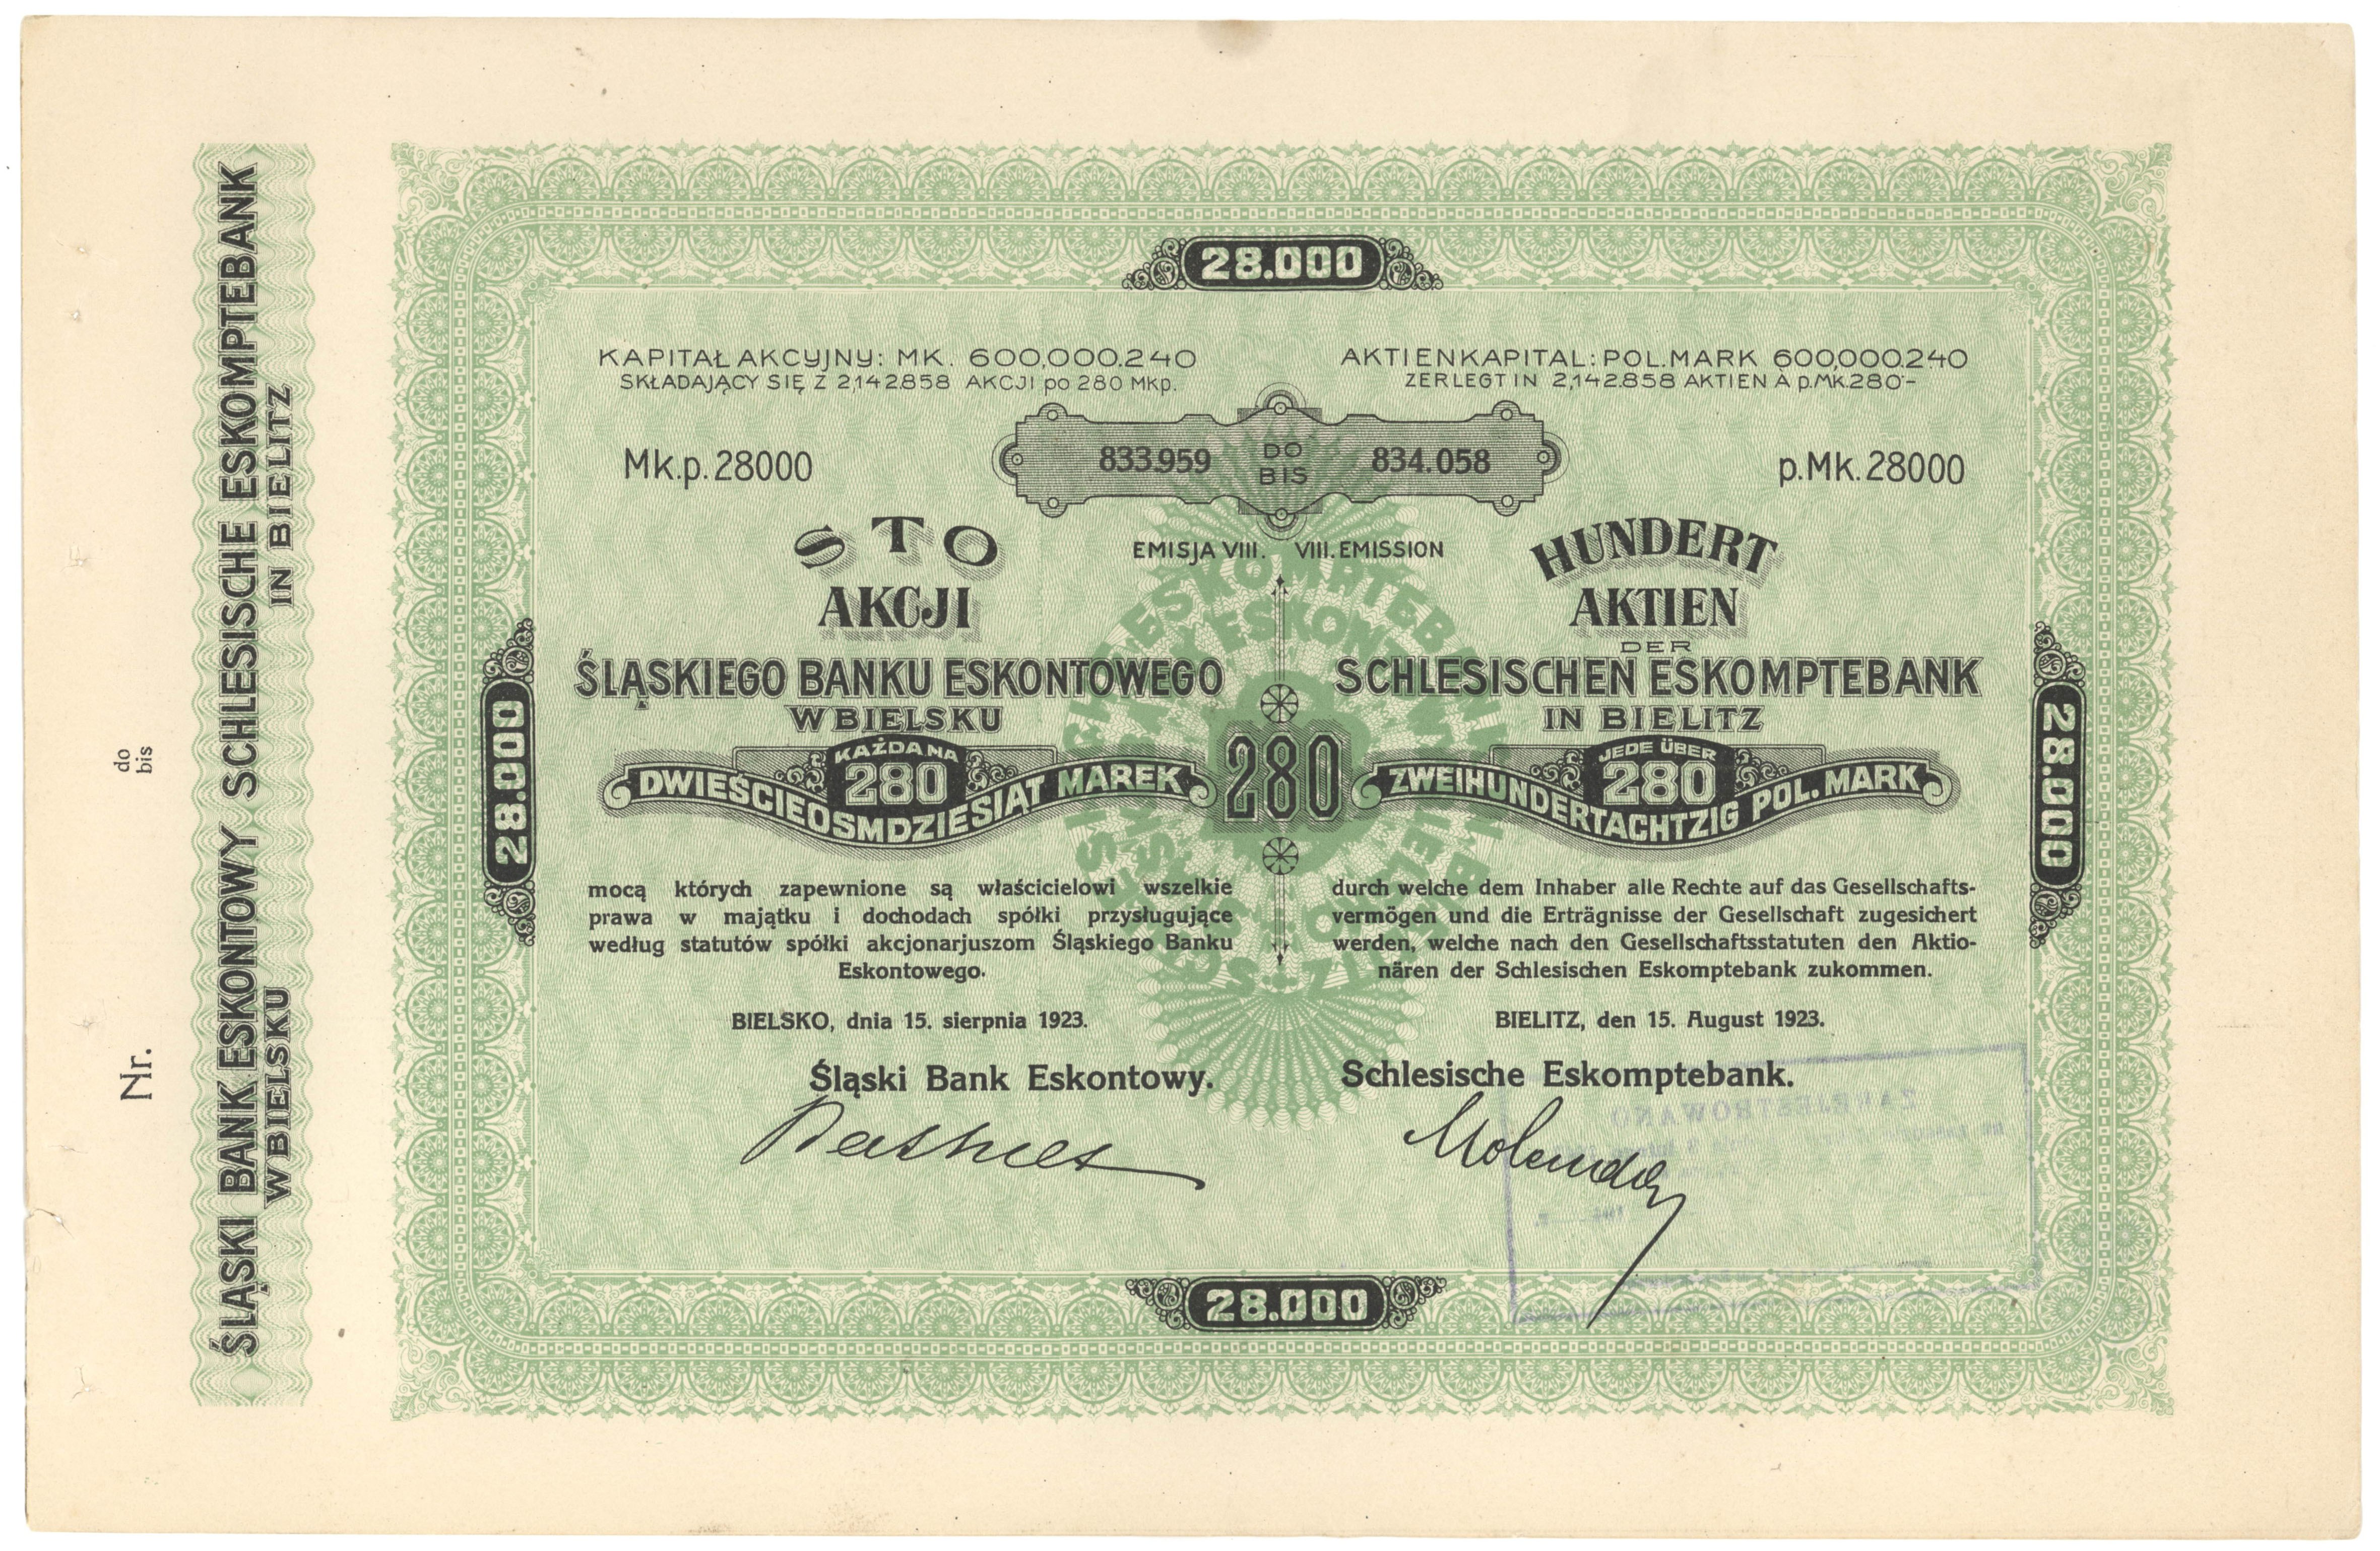 Nr. do
bis
ŚLĄSKI BANK ESKONTOWY SCHLESISCHE ESKOMPTEBANK
W BIELSKU IN BIELITZ
28.000
KAPITAŁ AKCYJNY: MK. 600,000.240
SKŁADAJĄCY SIĘ Z 2,142.858 AKCJI po 280 Mkp.
AKTIENKAPITAL: POL. MARK 600,000.240
ZERLEGT IN 2,142.858 AKTIEN À p.MK.280·-
Mk.p. 28000
833.959 DO 834.058
BIS
p.Mk. 28000
EMISJA VIII. VIII. EMISSION
STO
AKCJI
ŚLĄSKIEGO BANKU ESKONTOWEGO
W BIELSKU
KAŻDA NA
280
DWIEŚCIEOSMDZIESIĄT MAREK
280
HUNDERT
AKTIEN
DER
SCHLESISCHEN ESKOMPTEBANK
IN BIELITZ
JEDE ÜBER
280
ZWEIHUNDERTACHTZIG POL. MARK
28.000
28.000
mocą których zapewnione są właścicielowi wszelkie
prawa w majątku i dochodach spółki przysługujące
według statutów spółki akcjonarjuszom Śląskiego Banku
Eskontowego.
BIELSKO, dnia 15. sierpnia 1923.
Śląski Bank Eskontowy.
durch welche dem Inhaber alle Rechte auf das Gesellschafts-
vermögen und die Erträgnisse der Gesellschaft zugesichert
werden, welche nach den Gesellschaftsstatuten den Aktio-
nären der Schlesischen Eskomptebank zukommen.
BIELITZ, den 15. August 1923.
Schlesische Eskomptebank.
Molenda
ZAREJESTROWANO
28.000